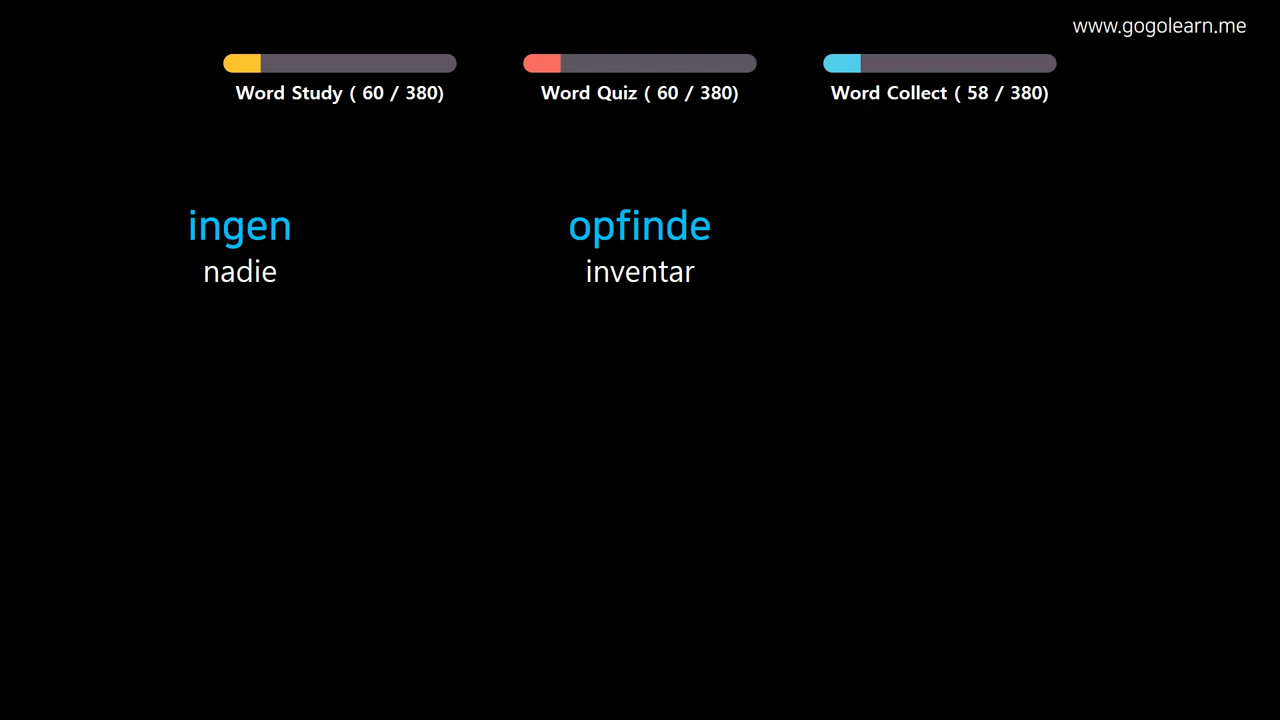 www.gogolearn.me
Word Study ( 60 / 380)
Word Quiz ( 60 / 380)
Word Collect ( 58 / 380)
ingen
nadie
opfinde
inventar